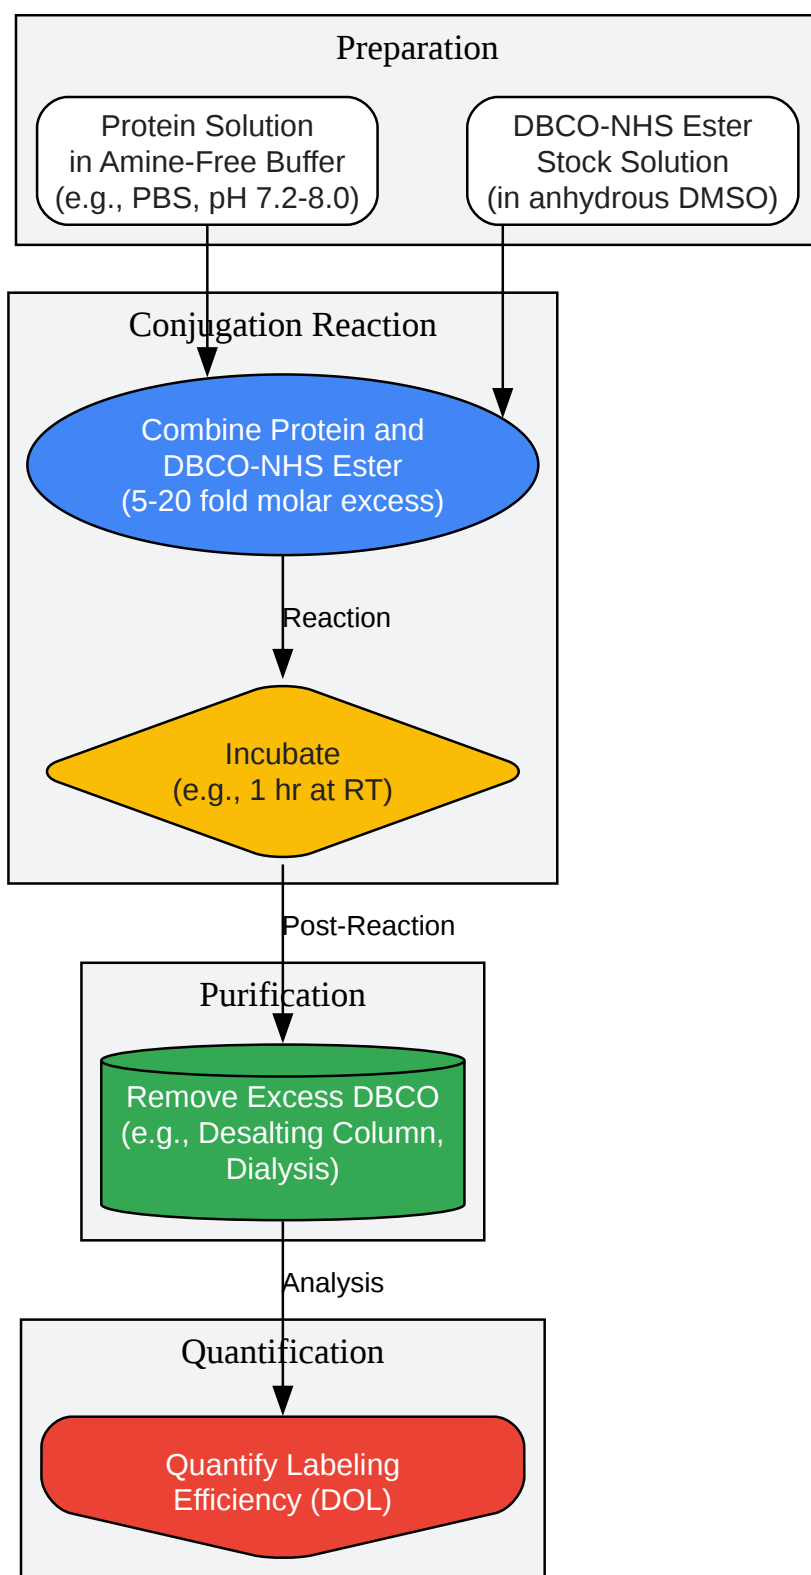 Preparation
Protein Solution
in Amine-Free Buffer
(e.g., PBS, pH 7.2-8.0)
DBCO-NHS Ester
Stock Solution
(in anhydrous DMSO)
Conjugation Reaction
Combine Protein and
DBCO-NHS Ester
(5-20 fold molar excess)
Reaction
Incubate
(e.g., 1 hr at RT)
Post-Reaction
Purification
Remove Excess DBCO
(e.g., Desalting Column,
Dialysis)
Analysis
Quantification
Quantify Labeling
Efficiency (DOL)